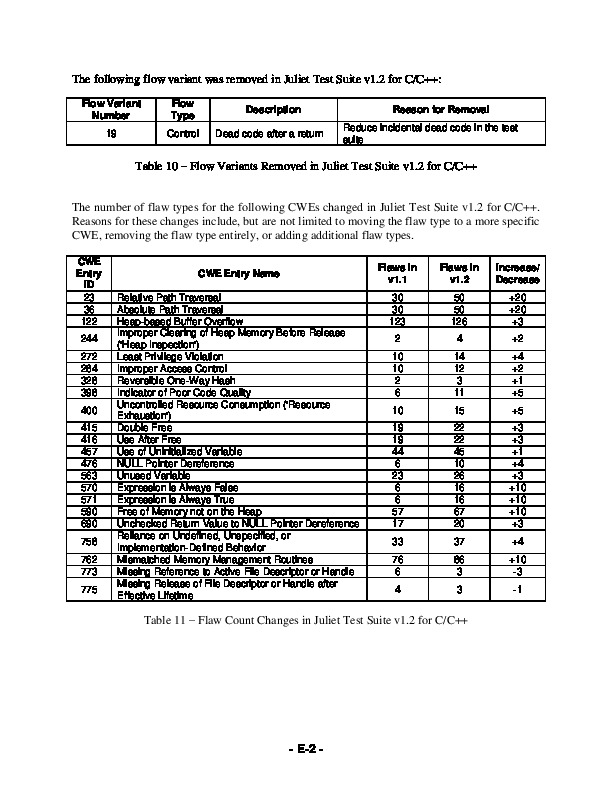 The following flow variant was removed in Juliet Test Suite v1.2 for C/C++:
Flow Variant Number Flow Type Description Reason for Removal
19 Control Dead code after a return Reduce incidental dead code in the test suite
Table 10 – Flow Variants Removed in Juliet Test Suite v1.2 for C/C++
The number of flaw types for the following CWEs changed in Juliet Test Suite v1.2 for C/C++.
Reasons for these changes include, but are not limited to moving the flaw type to a more specific
CWE, removing the flaw type entirely, or adding additional flaw types.
CWE Entry ID CWE Entry Name Flaws in v1.1 Flaws in v1.2 Increase/ Decrease
23 Relative Path Traversal 30 50 +20
36 Absolute Path Traversal 30 50 +20
122 Heap-based Buffer Overflow 123 126 +3
244 Improper Clearing of Heap Memory Before Release ('Heap Inspection') 2 4 +2
272 Least Privilege Violation 10 14 +4
284 Improper Access Control 10 12 +2
328 Reversible One-Way Hash 2 3 +1
398 Indicator of Poor Code Quality 6 11 +5
400 Uncontrolled Resource Consumption ('Resource Exhaustion') 10 15 +5
415 Double Free 19 22 +3
416 Use After Free 19 22 +3
457 Use of Uninitialized Variable 44 45 +1
476 NULL Pointer Dereference 6 10 +4
563 Unused Variable 23 26 +3
570 Expression is Always False 6 16 +10
571 Expression is Always True 6 16 +10
590 Free of Memory not on the Heap 57 67 +10
690 Unchecked Return Value to NULL Pointer Dereference 17 20 +3
758 Reliance on Undefined, Unspecified, or Implementation-Defined Behavior 33 37 +4
762 Mismatched Memory Management Routines 76 86 +10
773 Missing Reference to Active File Descriptor or Handle 6 3 -3
775 Missing Release of File Descriptor or Handle after Effective Lifetime 4 3 -1
Table 11 – Flaw Count Changes in Juliet Test Suite v1.2 for C/C++
- E-2 -